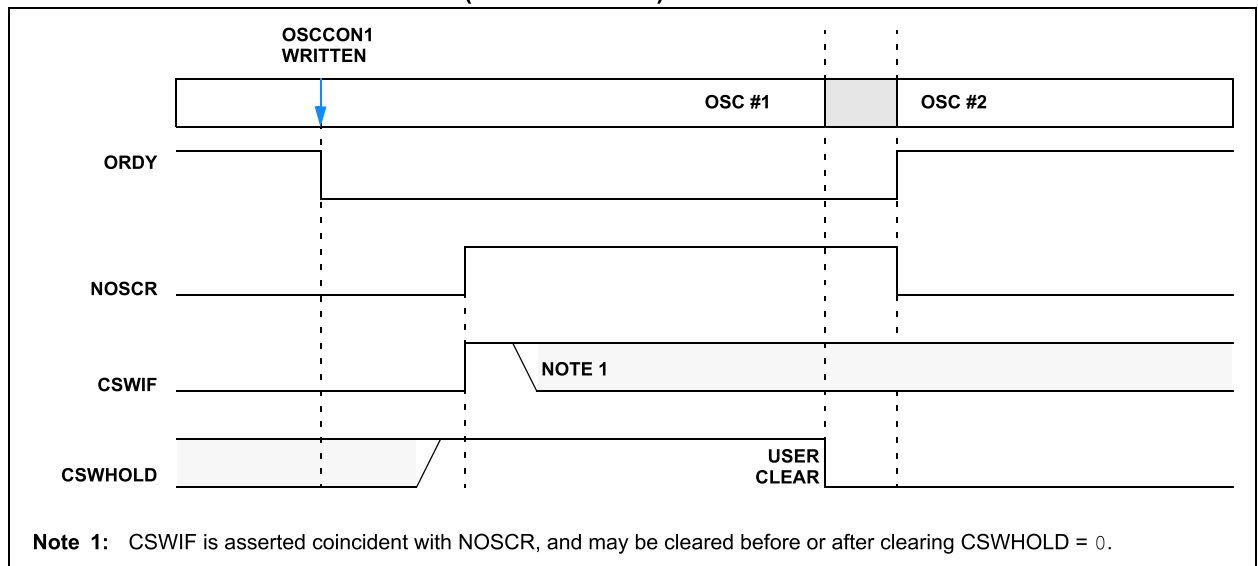 OSCCON1
WRITTEN
OSC #1
OSC #2
ORDY
NOSCR
CSWIF
NOTE 1
CSWHOLD
USER
CLEAR
Note 1: CSWIF is asserted coincident with NOSCR, and may be cleared before or after clearing CSWHOLD = 0.